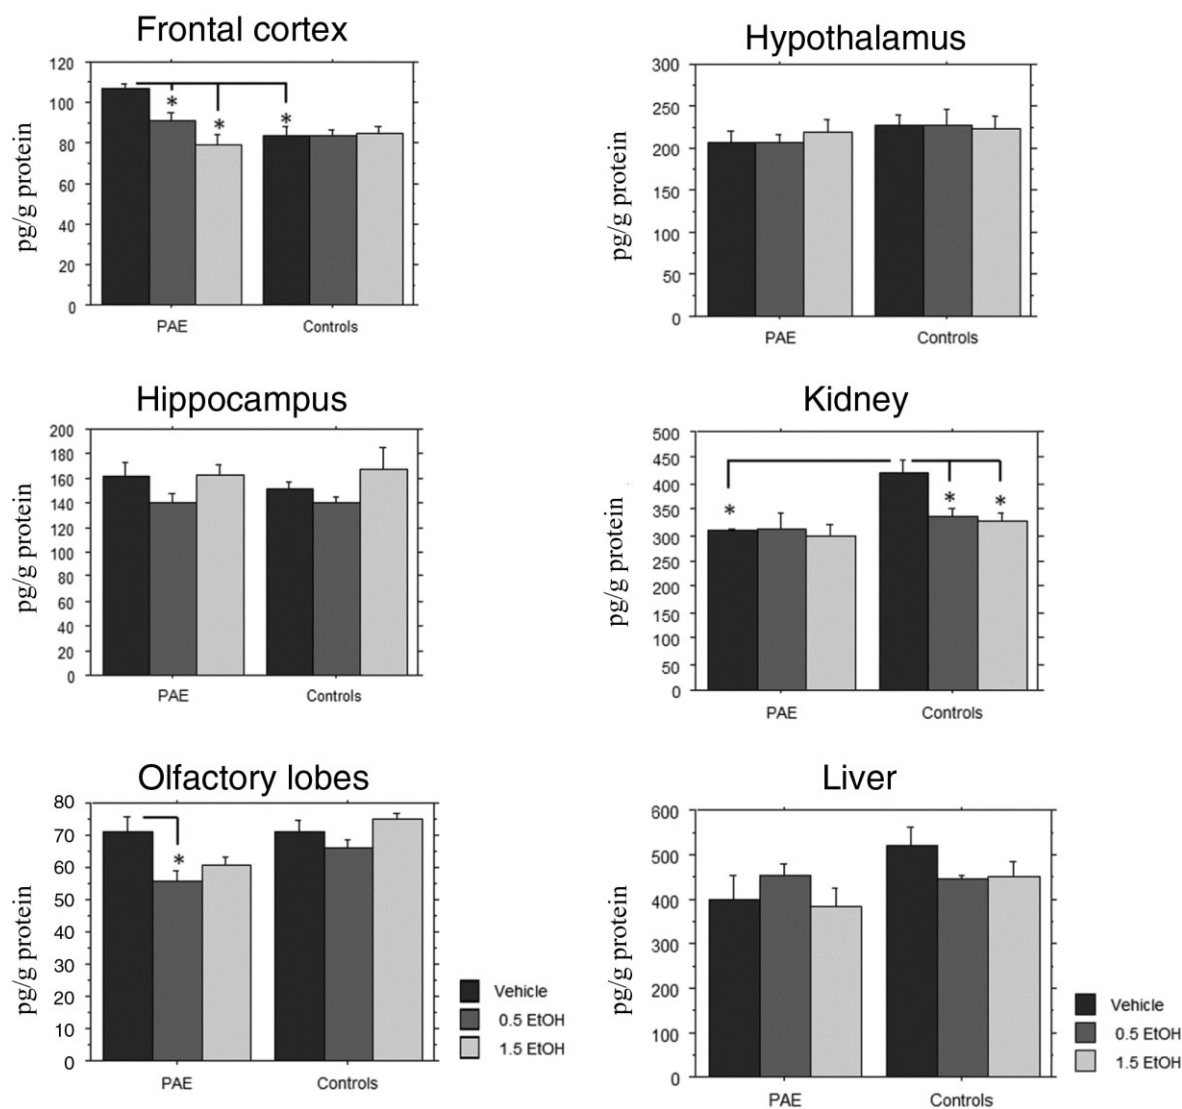 Frontal cortex
120
100
80
60
40
20
0
pg/g protein
* * *
PAE Controls
Hypothalamus
300
250
200
150
100
50
0
pg/g protein
PAE Controls
Hippocampus
200
180
160
140
120
100
80
60
40
20
0
pg/g protein
PAE Controls
Kidney
500
450
400
350
300
250
300
150
100
50
0
pg/g protein
* * *
PAE Controls
Olfactory lobes
80
70
60
50
40
30
20
10
0
pg/g protein
*
PAE Controls
Vehicle
0.5 EtOH
1.5 EtOH
Liver
600
500
400
300
200
100
0
pg/g protein
PAE Controls
Vehicle
0.5 EtOH
1.5 EtOH